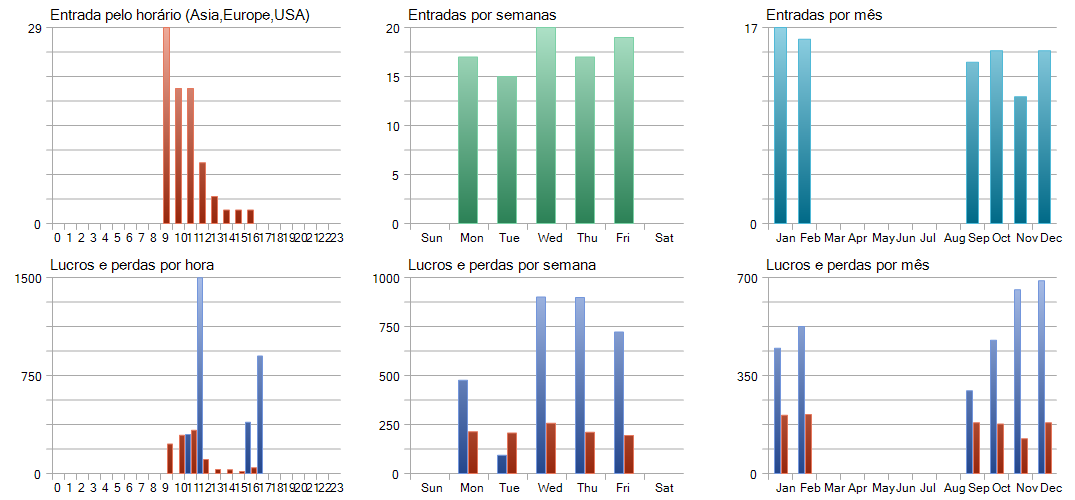 Entrada pelo horário (Asia,Europe,USA)
29
0
0 1 2 3 4 5 6 7 8 9 10 11 12 13 14 15 16 17 18 19 20 21 22 23
Entradas por semanas
20
15
10
5
0
Sun Mon Tue Wed Thu Fri Sat
Entradas por mês
17
0
Jan Feb Mar Apr May Jun Jul Aug Sep Oct Nov Dec
Lucros e perdas por hora
1500
750
0
0 1 2 3 4 5 6 7 8 9 10 11 12 13 14 15 16 17 18 19 20 21 22 23
Lucros e perdas por semana
1000
750
500
250
0
Sun Mon Tue Wed Thu Fri Sat
Lucros e perdas por mês
700
350
0
Jan Feb Mar Apr May Jun Jul Aug Sep Oct Nov Dec